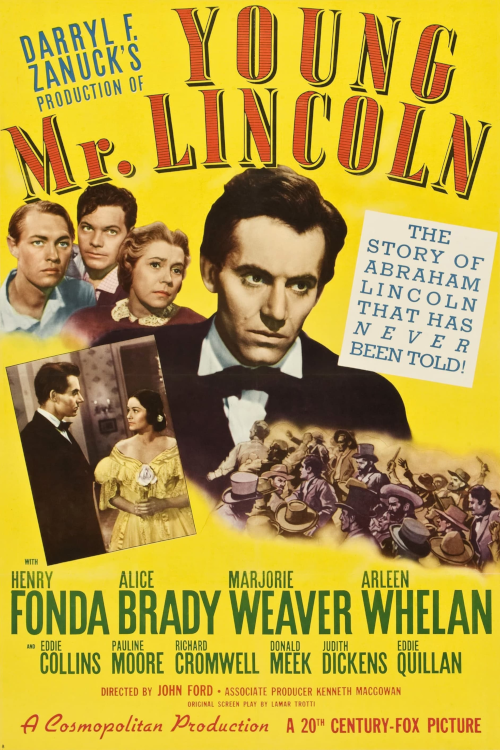 DARRYL F.
ZANUCK'S
PRODUCTION OF
YOUNG
Mr. LINCOLN
THE
STORY OF
ABRAHAM
LINCOLN
THAT HAS
NEVER
BEEN TOLD!
WITH
HENRY FONDA
ALICE BRADY
MARJORIE WEAVER
ARLEEN WHELAN
AND EDDIE COLLINS
PAULINE MOORE
RICHARD CROMWELL
DONALD MEEK
JUDITH DICKENS
EDDIE QUILLAN
DIRECTED BY JOHN FORD • ASSOCIATE PRODUCER KENNETH MACGOWAN
ORIGINAL SCREEN PLAY BY LAMAR TROTTI
A Cosmopolitan Production
A 20TH CENTURY-FOX PICTURE